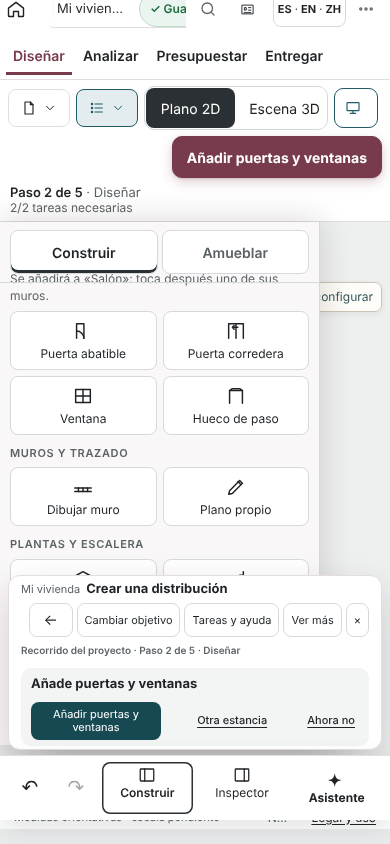 Mi vivien...
✓ Gua
ES · EN · ZH
Diseñar
Analizar
Presupuestar
Entregar
Plano 2D
Escena 3D
Añadir puertas y ventanas
Paso 2 de 5 · Diseñar
2/2 tareas necesarias
Construir
Amueblar
Se añadirá a «Salón»: toca después uno de sus
muros.
onfigurar
Puerta abatible
Puerta corredera
Ventana
Hueco de paso
MUROS Y TRAZADO
Dibujar muro
Plano propio
PLANTAS Y ESCALERA
Mi vivienda Crear una distribución
←
Cambiar objetivo
Tareas y ayuda
Ver más
×
Recorrido del proyecto · Paso 2 de 5 · Diseñar
Añade puertas y ventanas
Añadir puertas y
ventanas
Otra estancia
Ahora no
Construir
Inspector
Asistente